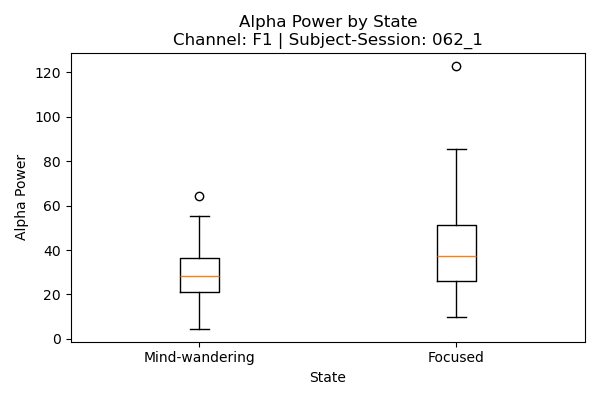 Alpha Power by State
Channel: F1 | Subject-Session: 062_1
120
100
80
60
40
20
0
Alpha Power
Mind-wandering
Focused
State